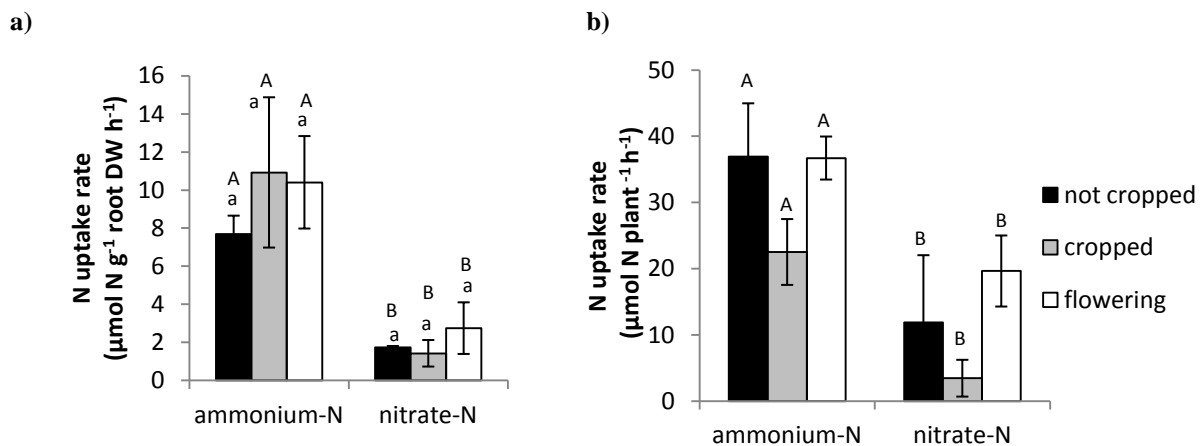 a)
N uptake rate
(µmol N g-1 root DW h-1)
16
14
12
10
8
6
4
2
0
A
a
A
a
A
a
B
a
B
a
B
a
ammonium-N
nitrate-N
b)
N uptake rate
(µmol N plant -1 h-1)
50
40
30
20
10
0
A
A
A
B
B
B
ammonium-N
nitrate-N
not cropped
cropped
flowering